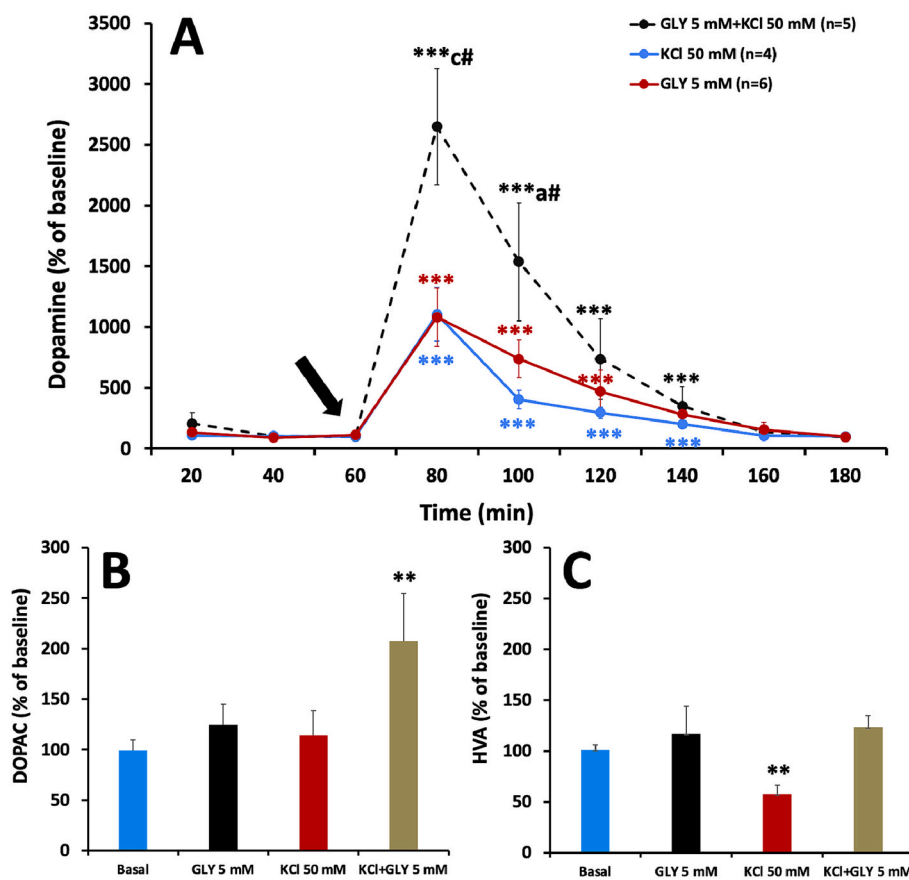 A
GLY 5 mM+KCl 50 mM (n=5)
KCl 50 mM (n=4)
GLY 5 mM (n=6)
Dopamine (% of baseline)
3500
3000
2500
2000
1500
1000
500
0
***c#
***a#
***
***
***
***
***
***
***
***
***
20 40 60 80 100 120 140 160 180
Time (min)
B
DOPAC (% of baseline)
300
250
200
150
100
50
0
**
Basal GLY 5 mM KCl 50 mM KCl+GLY 5 mM
C
HVA (% of baseline)
300
250
200
150
100
50
0
**
Basal GLY 5 mM KCl 50 mM KCl+GLY 5 mM